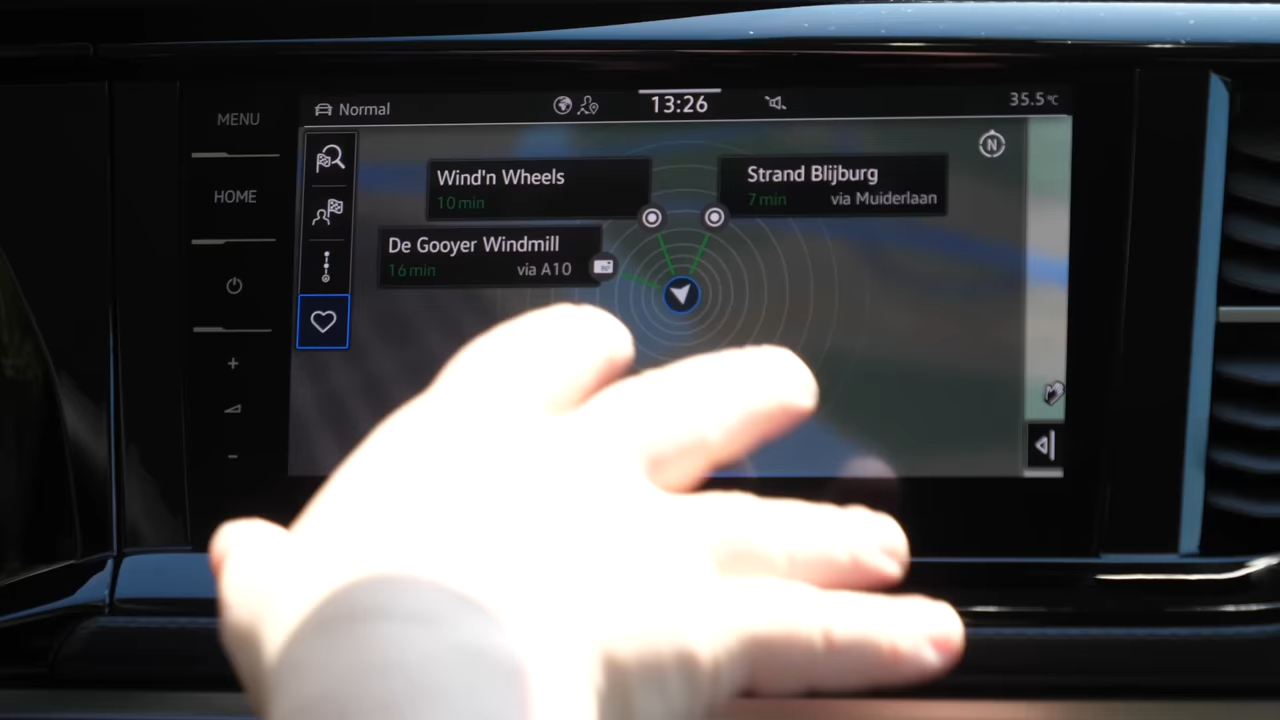 Normal
13:26
35.5°C
MENU
HOME
+
-
N
Wind'n Wheels
10 min
Strand Blijburg
7 min via Muiderlaan
De Gooyer Windmill
16 min via A10